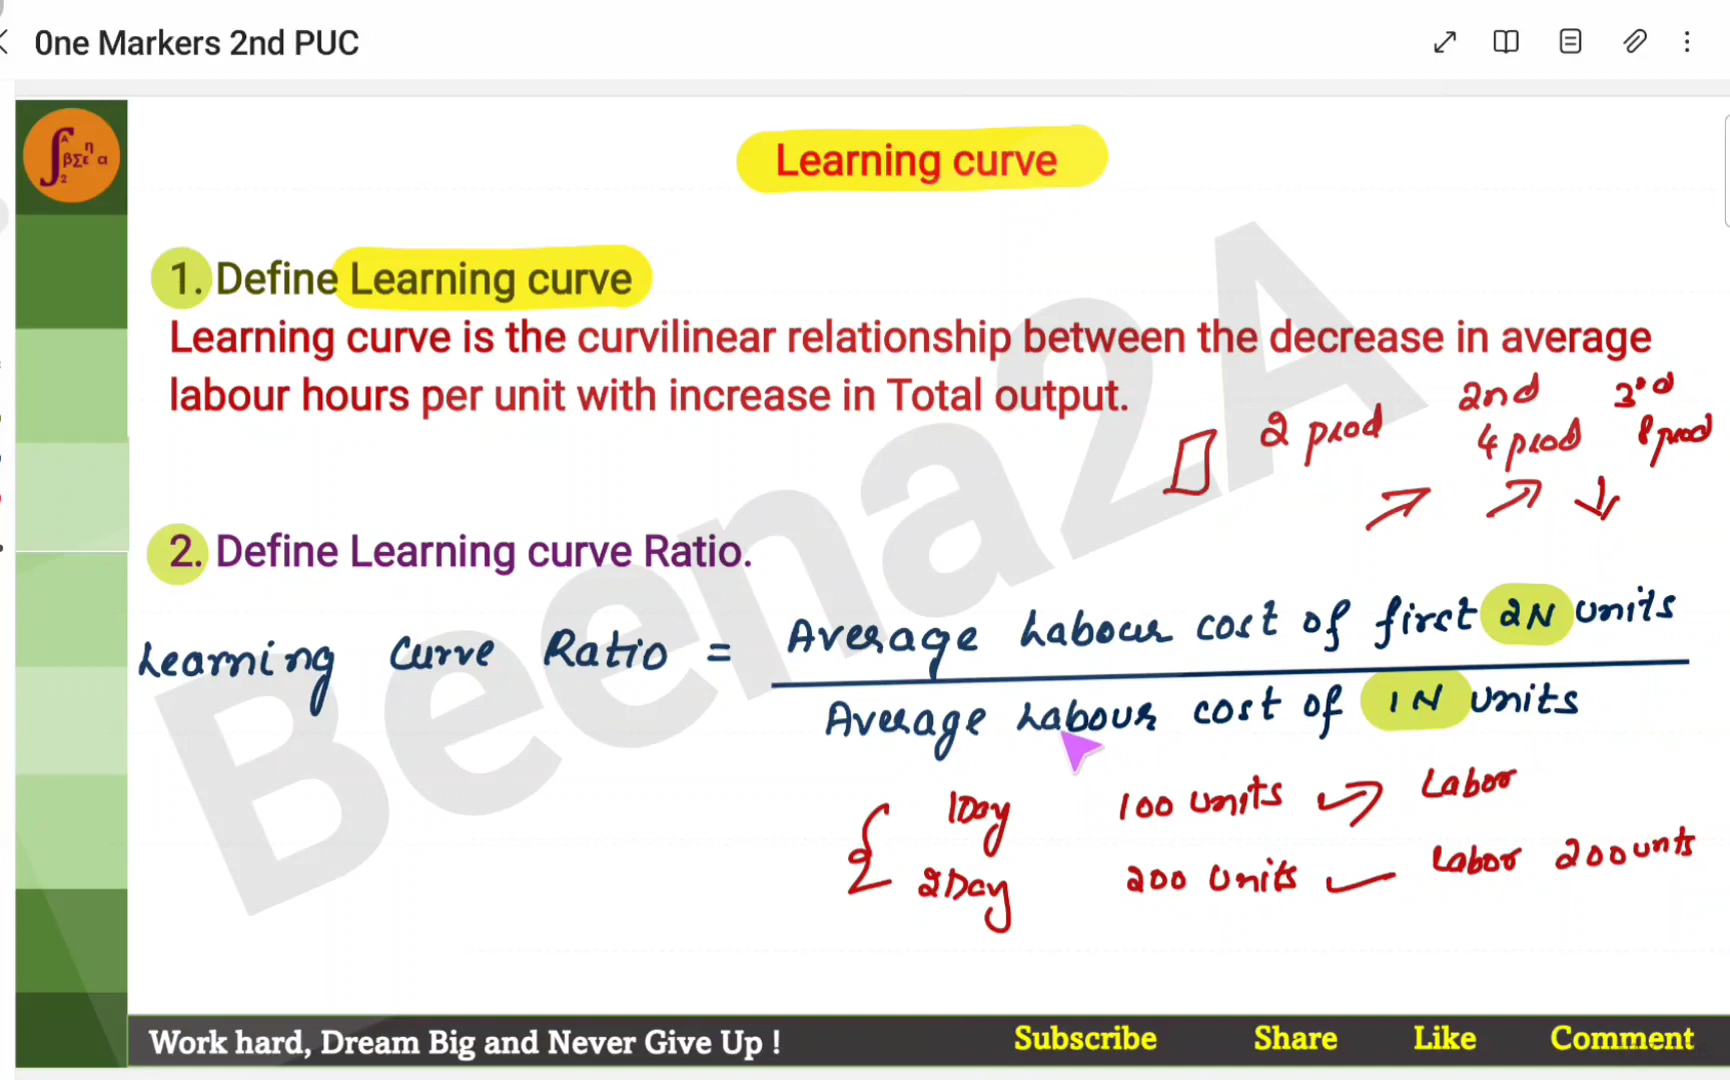 One Markers 2nd PUC
Learning curve
1. Define Learning curve
Learning curve is the curvilinear relationship between the decrease in average
labour hours per unit with increase in Total output.
2 prod
2nd
4 prod
3rd
8 prod
2. Define Learning curve Ratio.
Learning Curve Ratio = Average Labour cost of first 2N units
Average Labour cost of 1N units
1Day 100 units Labor
2Day 200 units Labor 200 units
Beena2A
Work hard, Dream Big and Never Give Up ! Subscribe Share Like Comment